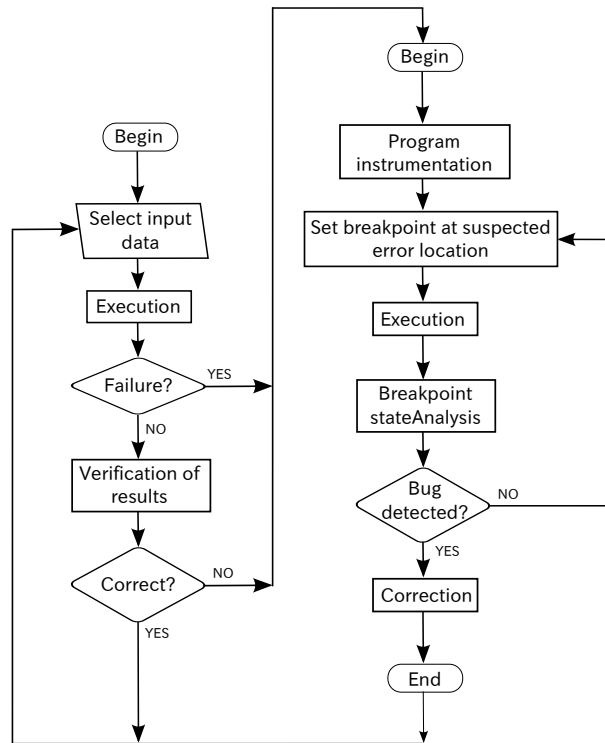 Begin
Select input
data
Execution
Failure?
YES
NO
Verification of
results
Correct?
NO
YES
Begin
Program
instrumentation
Set breakpoint at suspected
error location
Execution
Breakpoint
stateAnalysis
Bug
detected?
NO
YES
Correction
End